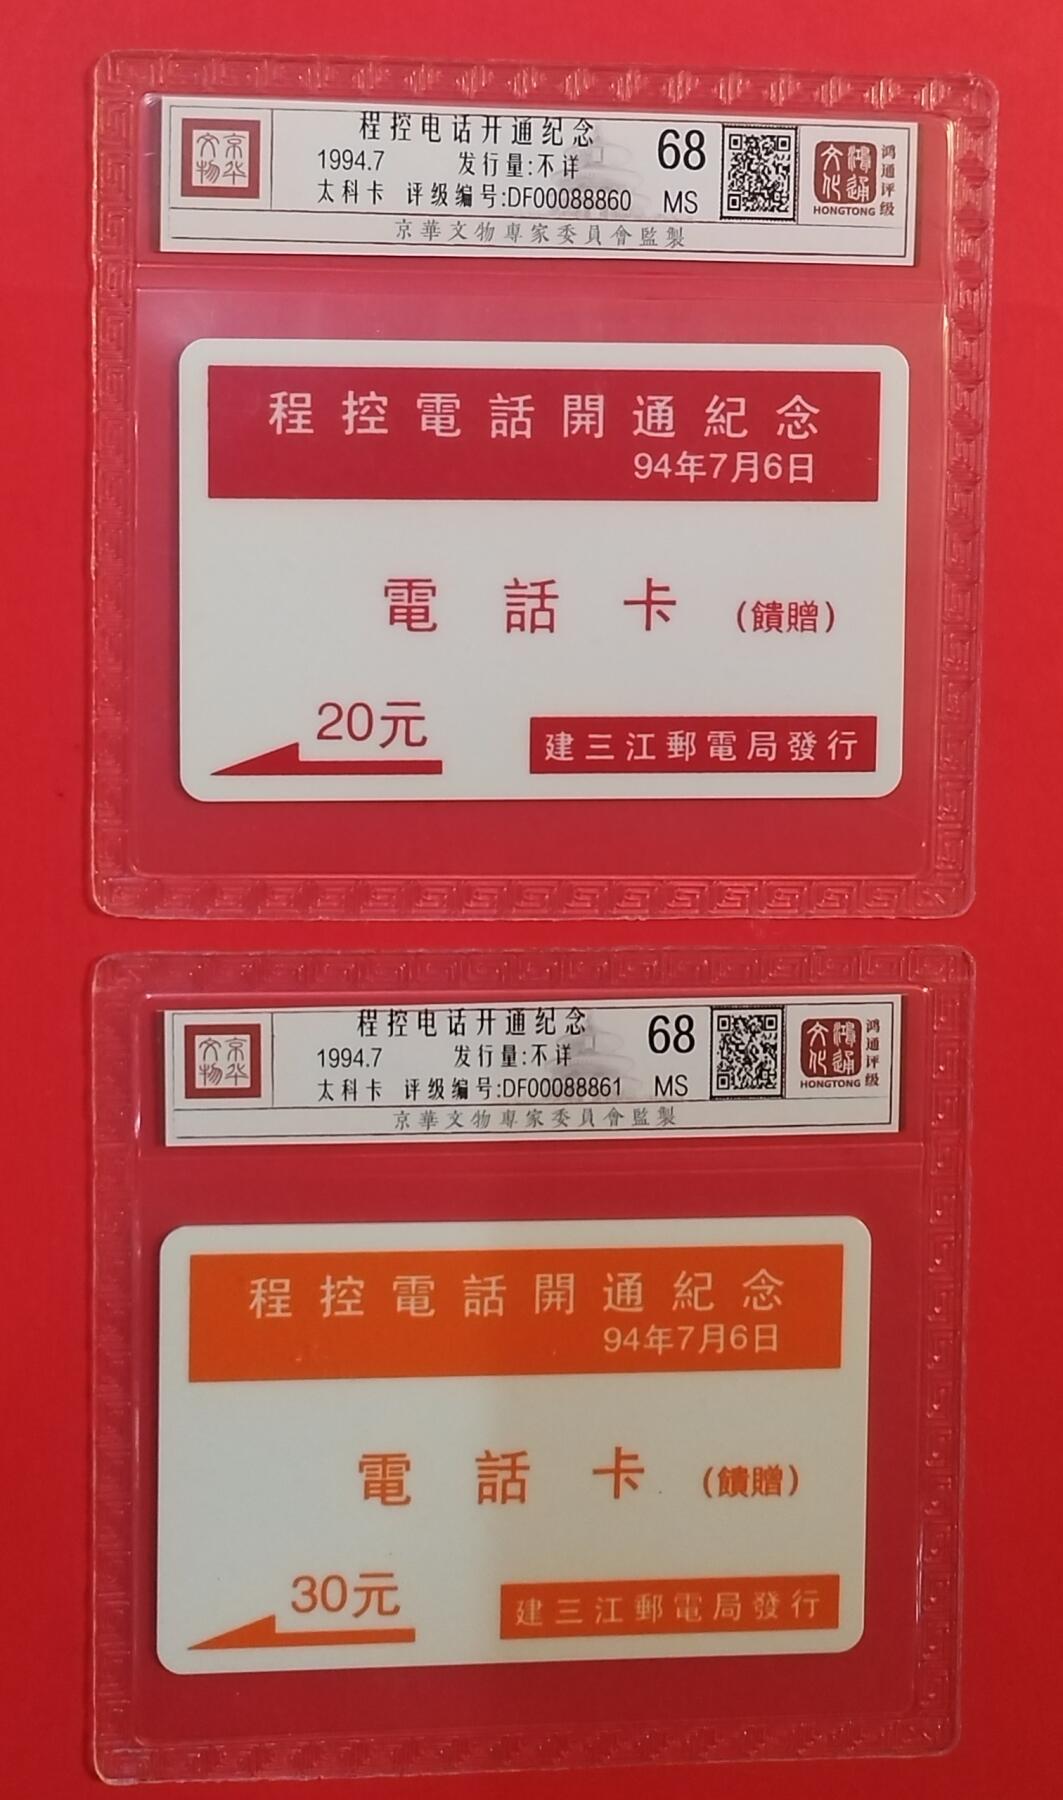 京华
文物
程控电话开通纪念
1994.7 发行量:不详
太科卡 评级编号:DF00088860
68
MS
鸿通
文化
HONGTONG
鸿通评级
京華文物專家委員會監製
程控電話開通紀念
94年7月6日
電話卡 (饋贈)
20元
建三江郵電局發行
京华
文物
程控电话开通纪念
1994.7 发行量:不详
太科卡 评级编号:DF00088861
68
MS
鸿通
文化
HONGTONG
鸿通评级
京華文物專家委員會監製
程控電話開通紀念
94年7月6日
電話卡 (饋贈)
30元
建三江郵電局發行